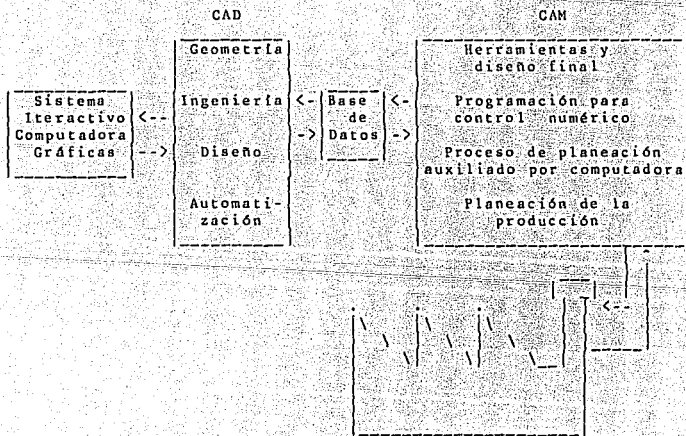 CAD
CAM
Geometría
Ingeniería
Diseño
Automati-
zación
Sistema
Iteractivo
Computadora
Gráficas
Base
de
Datos
Herramientas y
diseño final
Programación para
control numérico
Proceso de planeación
auxiliado por computadora
Planeación de la
producción